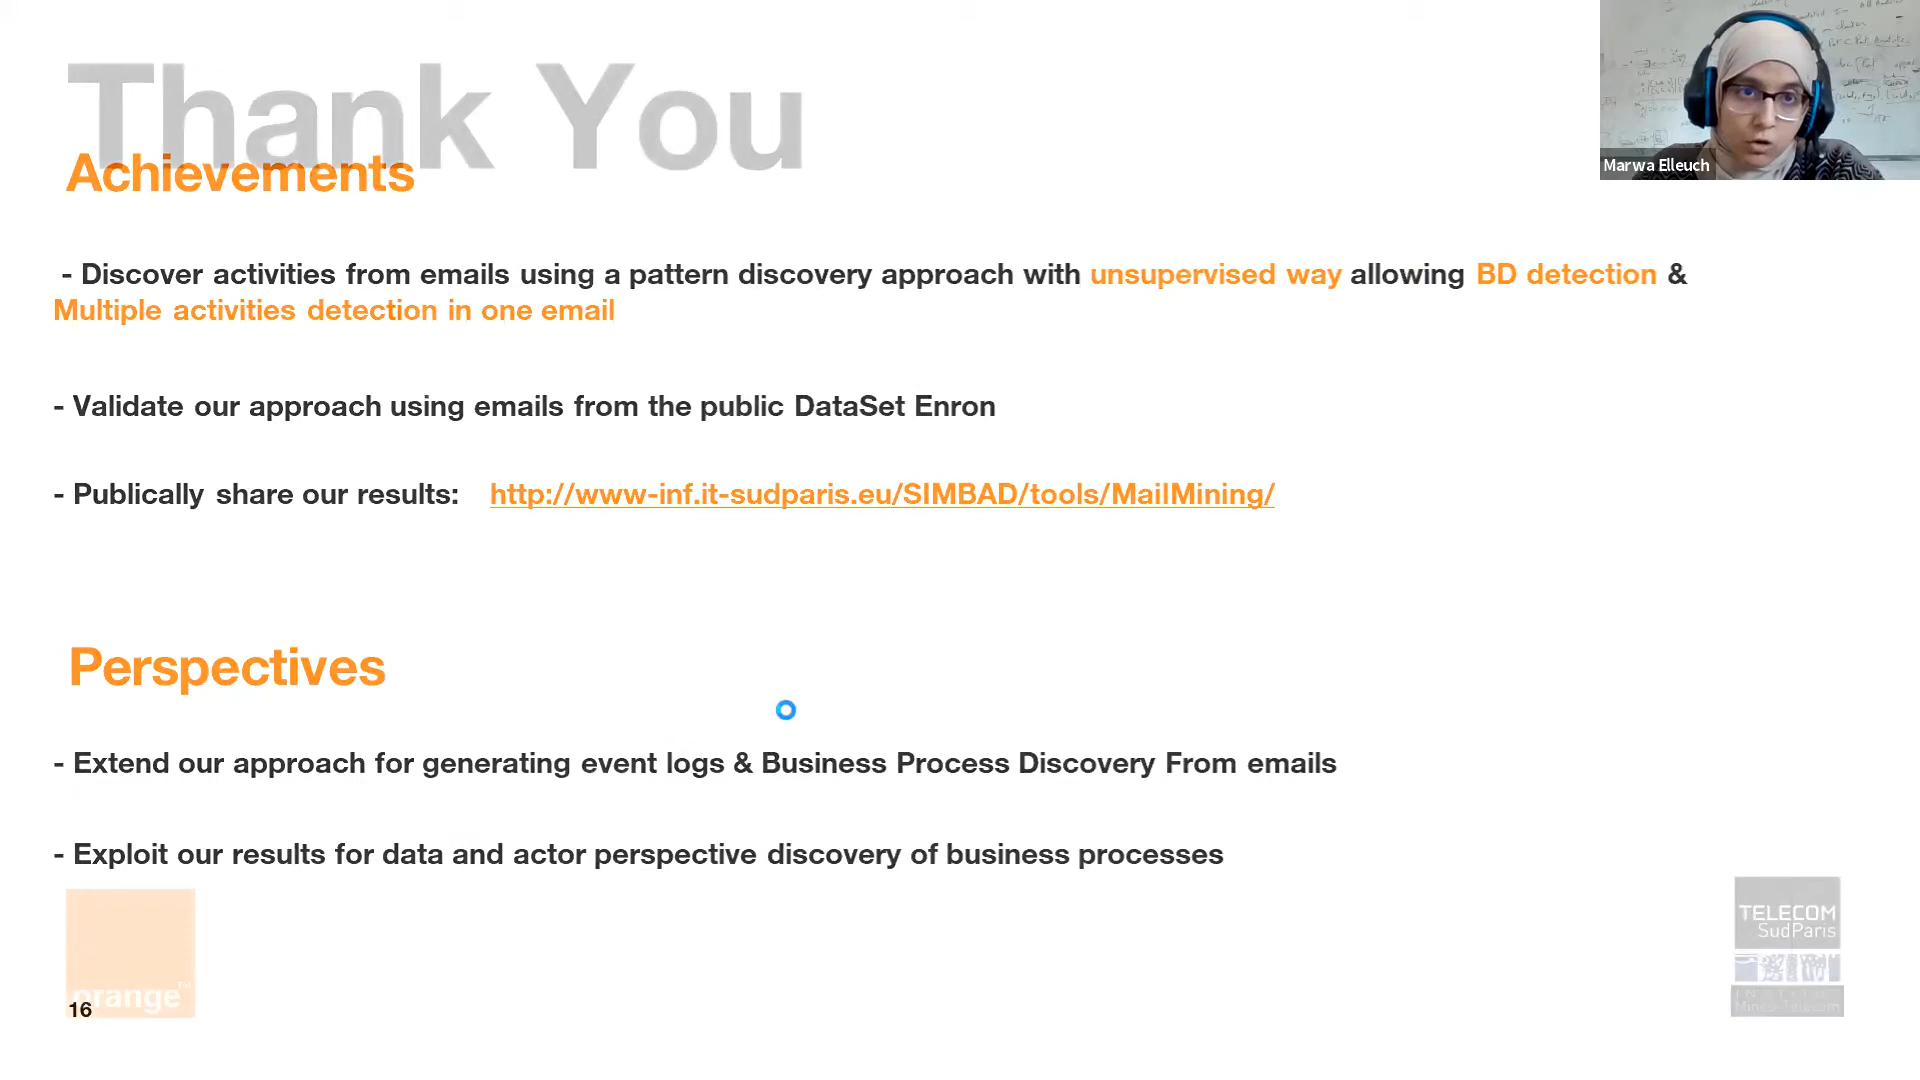 Thank You
Achievements
Marwa Elleuch
- Discover activities from emails using a pattern discovery approach with unsupervised way allowing BD detection &
Multiple activities detection in one email
- Validate our approach using emails from the public DataSet Enron
- Publically share our results: http://www-inf.it-sudparis.eu/SIMBAD/tools/MailMining/
Perspectives
- Extend our approach for generating event logs & Business Process Discovery From emails
- Exploit our results for data and actor perspective discovery of business processes
TELECOM
SudParis
orange™
16
Mines-Telecom